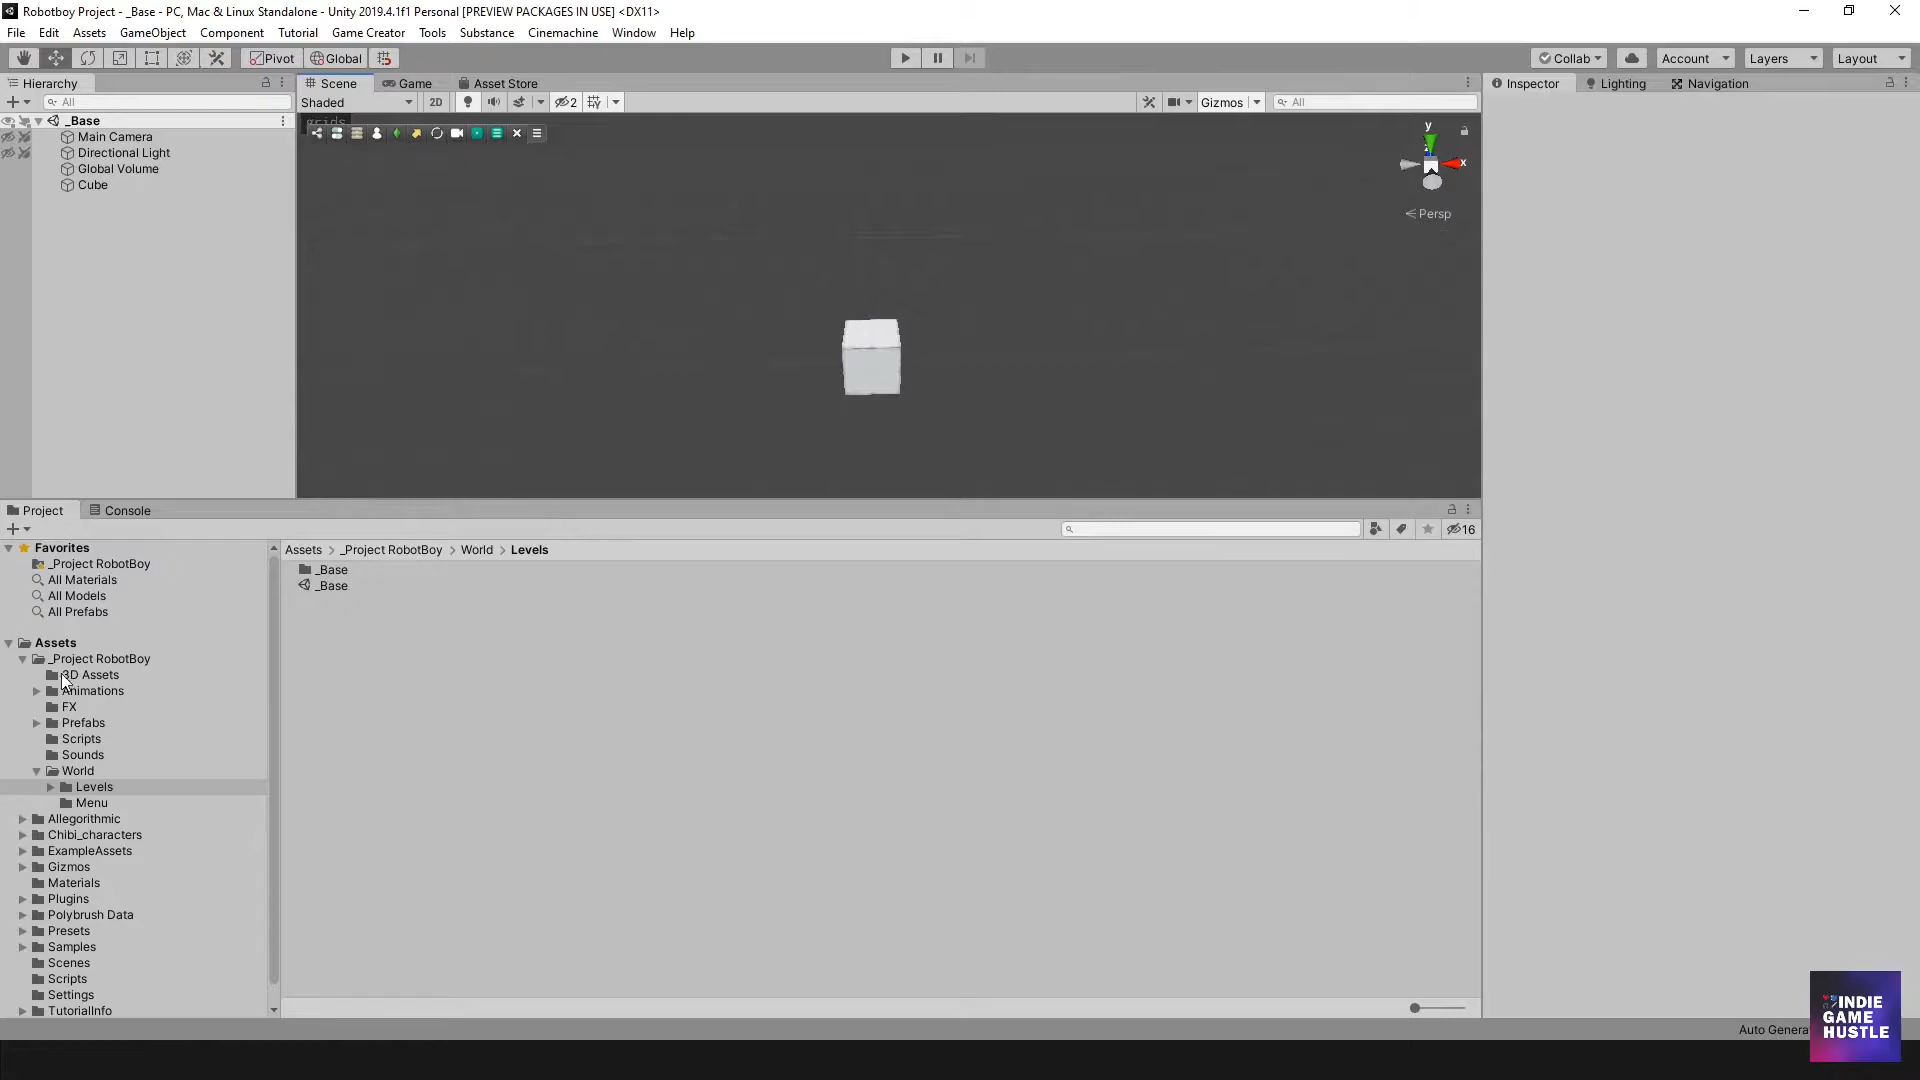 Robotboy Project - _Base - PC, Mac & Linux Standalone - Unity 2019.4.1f1 Personal [PREVIEW PACKAGES IN USE] <DX11>
File Edit Assets GameObject Component Tutorial Game Creator Tools Substance Cinemachine Window Help
Pivot Global Collab Account Layers Layout
Hierarchy Scene Game Asset Store Inspector Lighting Navigation
All Shaded 2D 2 Gizmos All
_Base
Main Camera
Directional Light
Global Volume
Cube
grids
y
x
Persp
Project Console
16
Favorites
_Project RobotBoy
All Materials
All Models
All Prefabs
Assets
_Project RobotBoy
3D Assets
Animations
FX
Prefabs
Scripts
Sounds
World
Levels
Menu
Allegorithmic
Chibi_characters
ExampleAssets
Gizmos
Materials
Plugins
Polybrush Data
Presets
Samples
Scenes
Scripts
Settings
TutorialInfo
Assets > _Project RobotBoy > World > Levels
_Base
_Base
Auto Genera
INDIE
GAME
HUSTLE